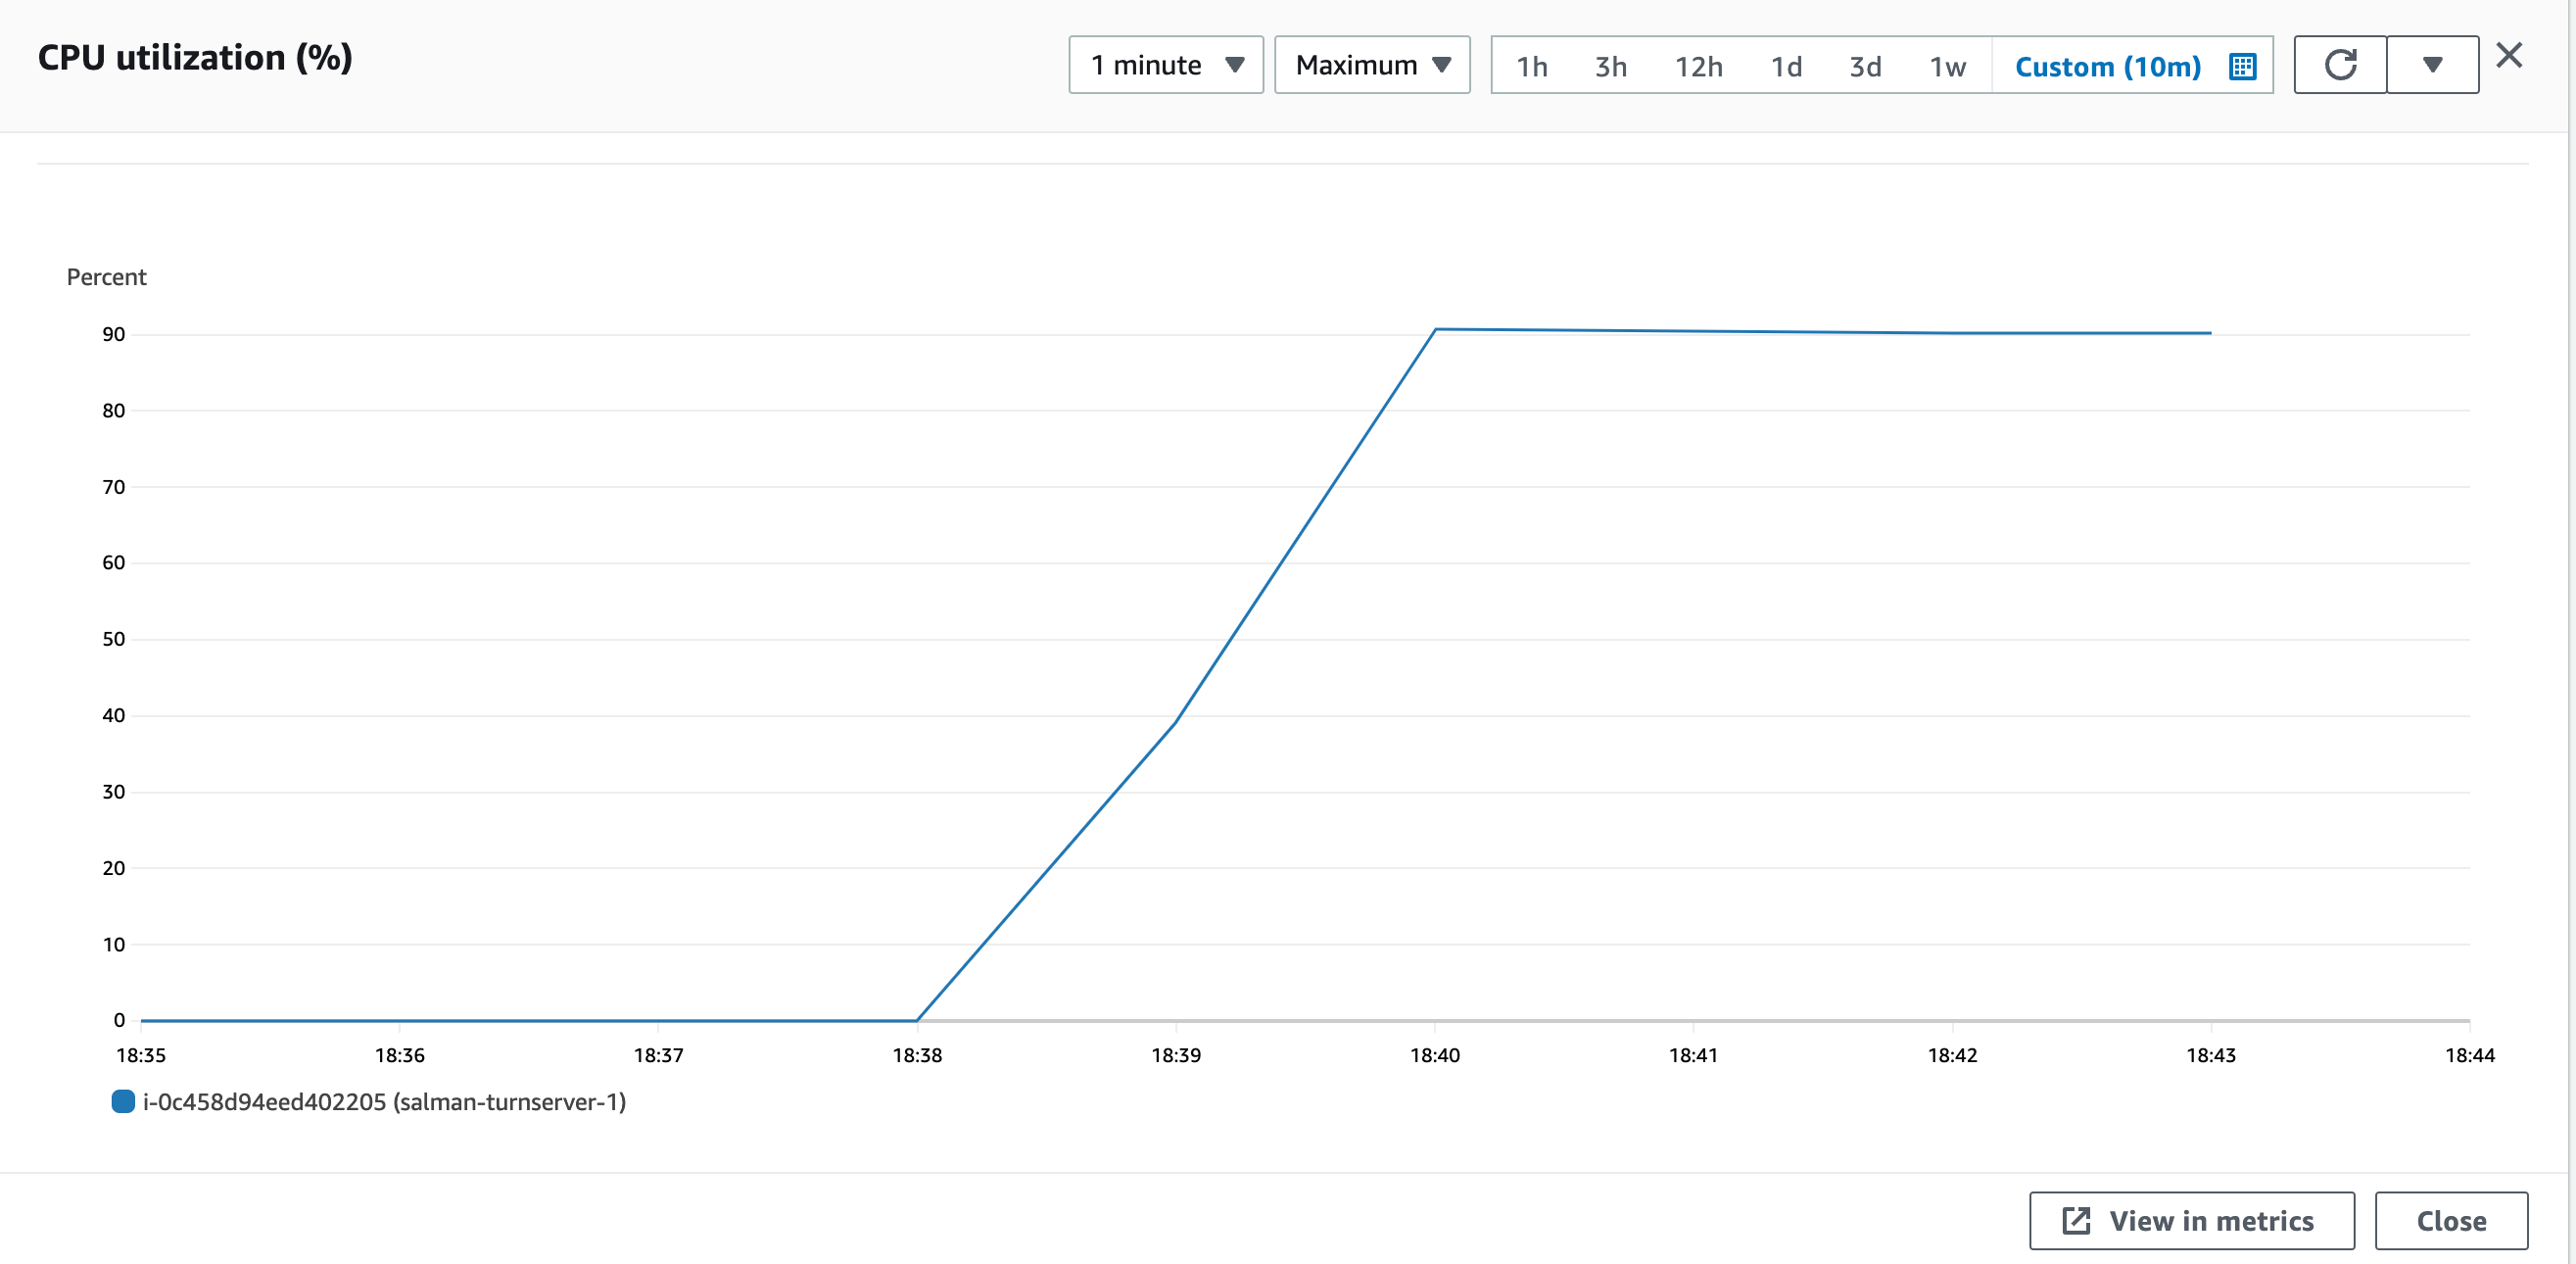 CPU utilization (%)
1 minute Maximum 1h 3h 12h 1d 3d 1w Custom (10m)
Percent
90
80
70
60
50
40
30
20
10
0
18:35 18:36 18:37 18:38 18:39 18:40 18:41 18:42 18:43 18:44
i-0c458d94eed402205 (salman-turnserver-1)
View in metrics Close